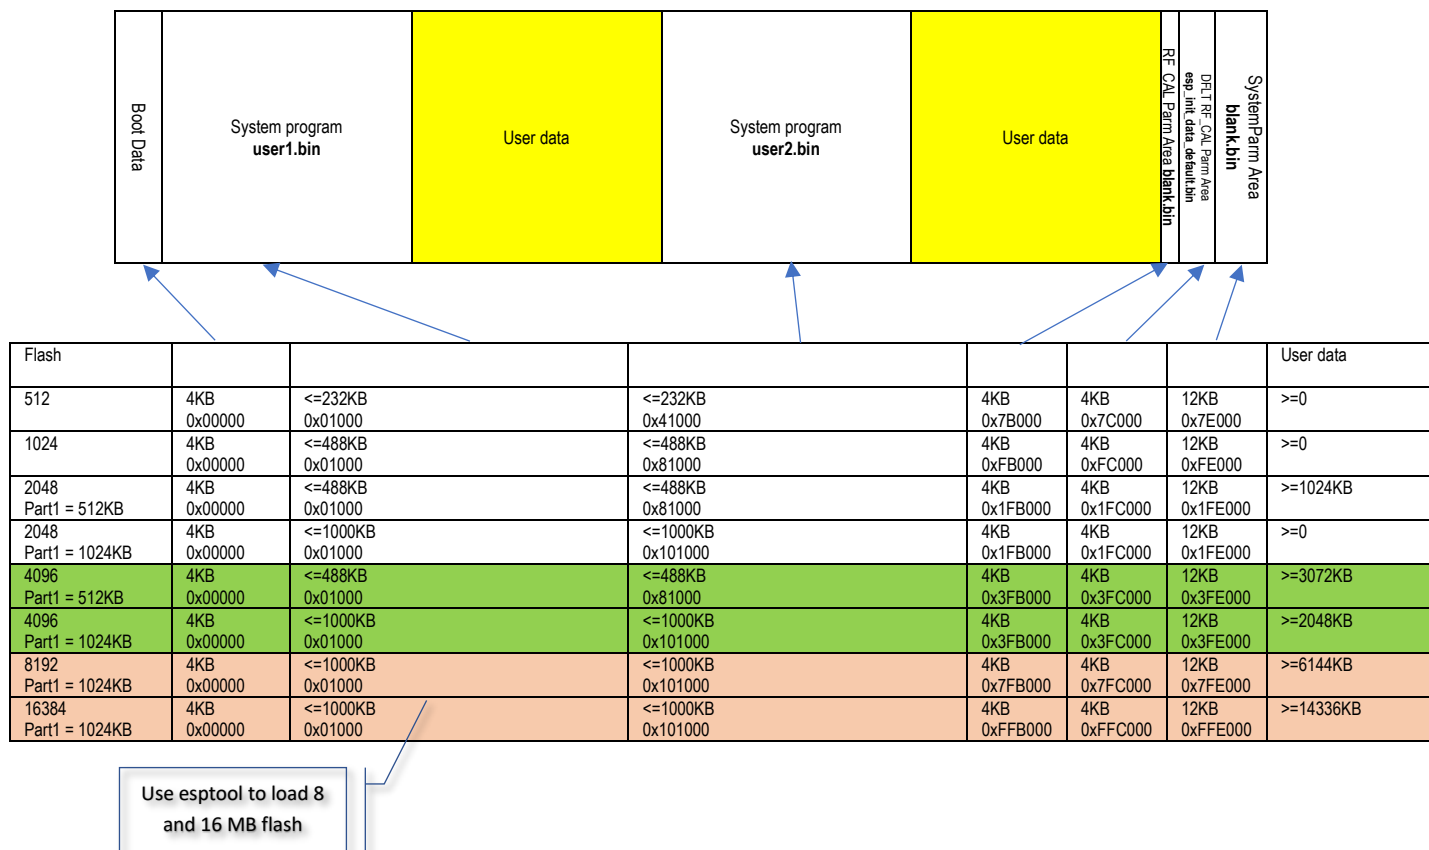 Boot Data
System program
user1.bin
User data
System program
user2.bin
User data
RF_CAL Parm Area blank.bin
DFLT RF_CAL Parm Area
esp_init_data_default.bin
SystemParm Area
blank.bin
Flash User data
512 4KB <=232KB <=232KB 4KB 4KB 12KB >=0
0x00000 0x01000 0x41000 0x7B000 0x7C000 0x7E000
1024 4KB <=488KB <=488KB 4KB 4KB 12KB >=0
0x00000 0x01000 0x81000 0xFB000 0xFC000 0xFE000
2048 4KB <=488KB <=488KB 4KB 4KB 12KB >=1024KB
Part1 = 512KB 0x00000 0x01000 0x81000 0x1FB000 0x1FC000 0x1FE000
2048 4KB <=1000KB <=1000KB 4KB 4KB 12KB >=0
Part1 = 1024KB 0x00000 0x01000 0x101000 0x1FB000 0x1FC000 0x1FE000
4096 4KB <=488KB <=488KB 4KB 4KB 12KB >=3072KB
Part1 = 512KB 0x00000 0x01000 0x81000 0x3FB000 0x3FC000 0x3FE000
4096 4KB <=1000KB <=1000KB 4KB 4KB 12KB >=2048KB
Part1 = 1024KB 0x00000 0x01000 0x101000 0x3FB000 0x3FC000 0x3FE000
8192 4KB <=1000KB <=1000KB 4KB 4KB 12KB >=6144KB
Part1 = 1024KB 0x00000 0x01000 0x101000 0x7FB000 0x7FC000 0x7FE000
16384 4KB <=1000KB <=1000KB 4KB 4KB 12KB >=14336KB
Part1 = 1024KB 0x00000 0x01000 0x101000 0xFFB000 0xFFC000 0xFFE000
Use esptool to load 8
and 16 MB flash